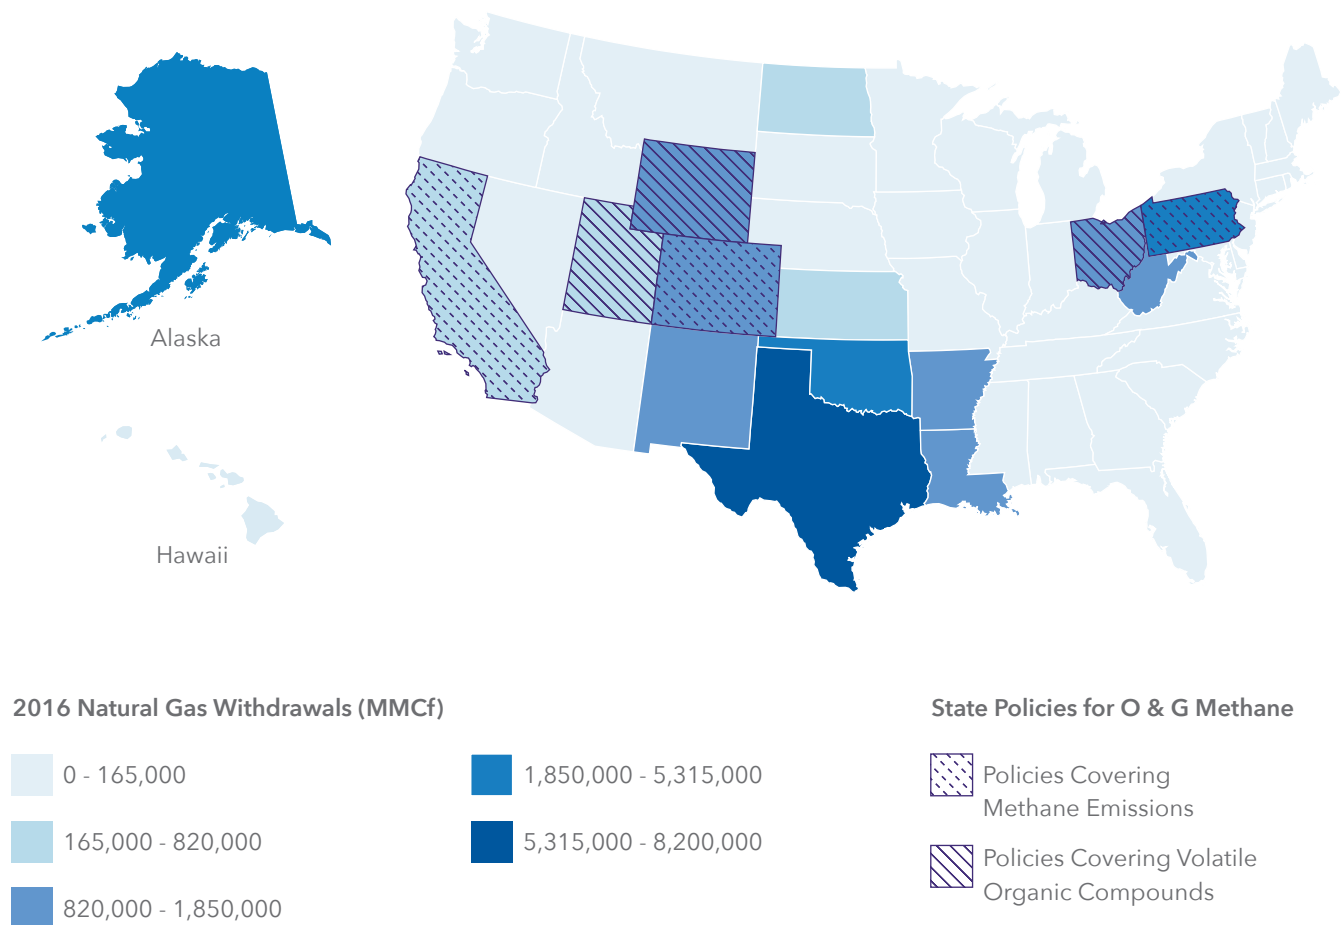 Alaska
Hawaii
2016 Natural Gas Withdrawals (MMCf)
0 - 165,000
165,000 - 820,000
820,000 - 1,850,000
1,850,000 - 5,315,000
5,315,000 - 8,200,000
State Policies for O & G Methane
Policies Covering
Methane Emissions
Policies Covering Volatile
Organic Compounds